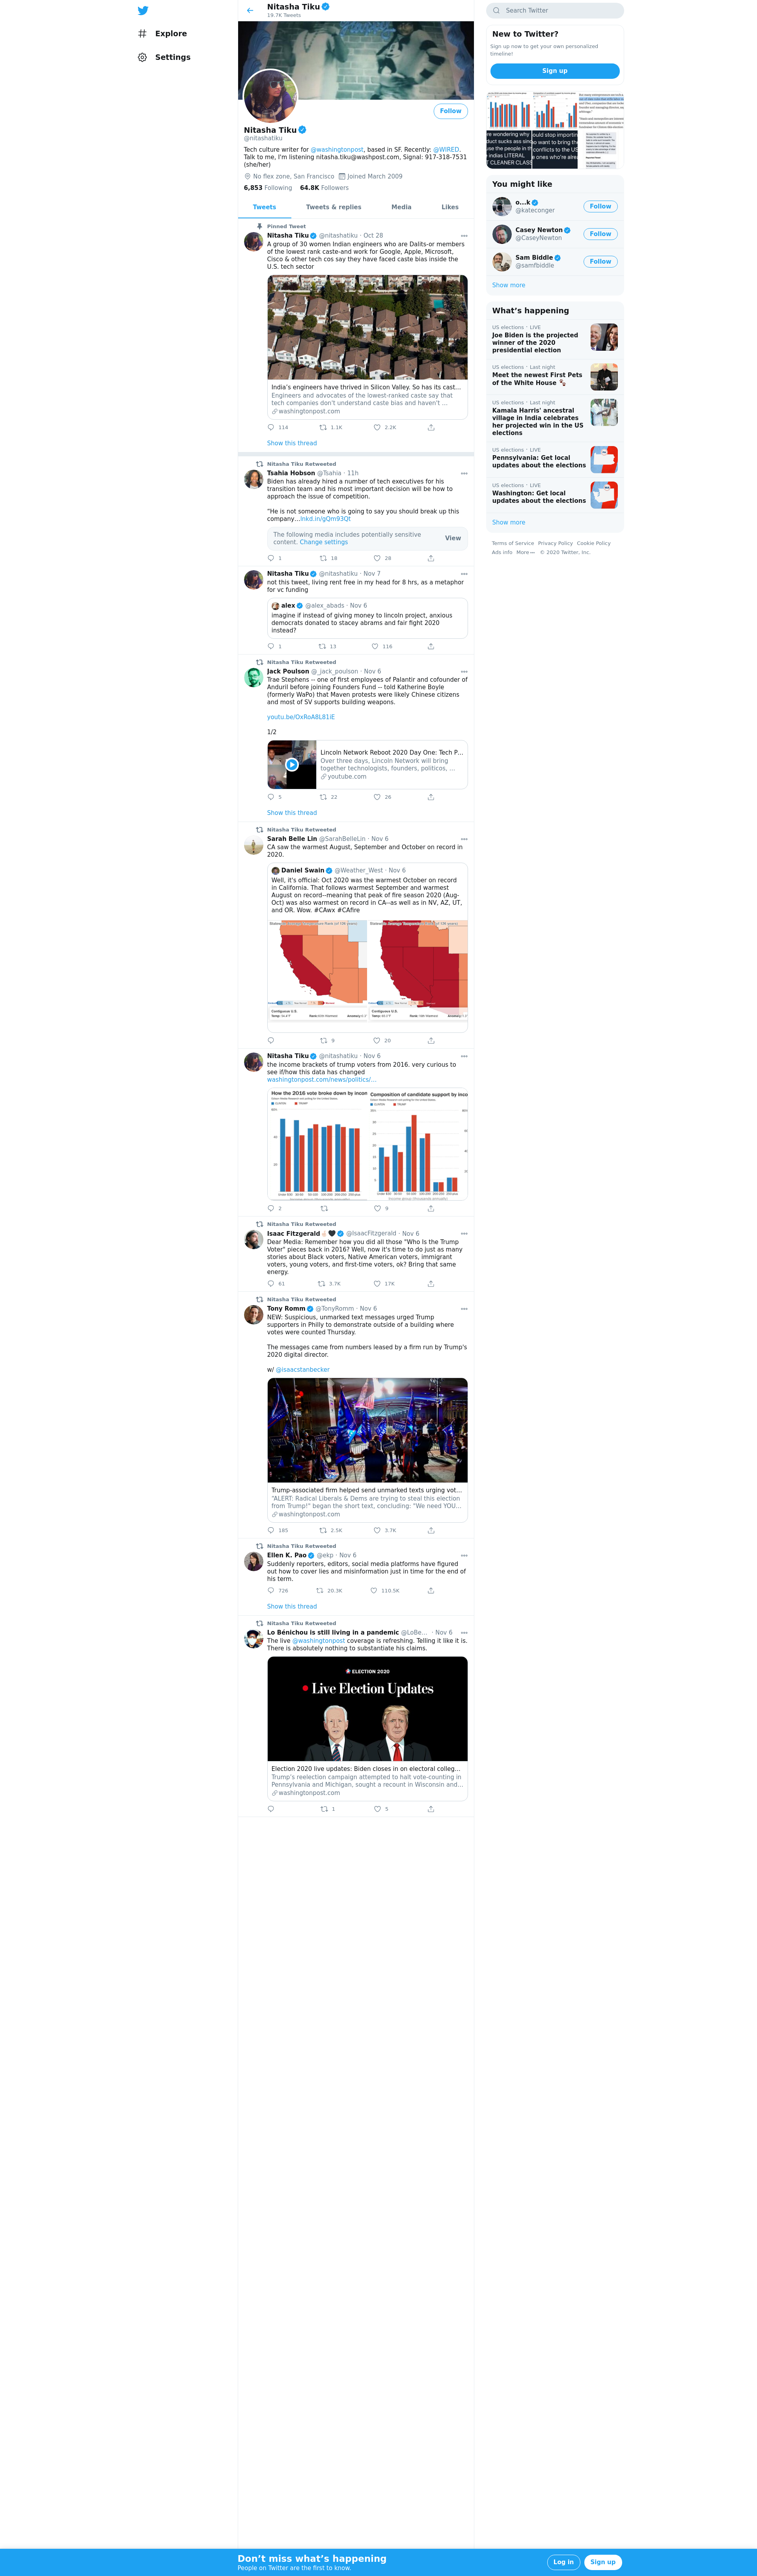 Explore
Settings
Nitasha Tiku
19.7K Tweets
Follow
Nitasha Tiku
@nitashatiku
Tech culture writer for @washingtonpost, based in SF. Recently: @WIRED.
Talk to me, I'm listening nitasha.tiku@washpost.com, Signal: 917-318-7531
(she/her)
No flex zone, San Francisco Joined March 2009
6,853 Following 64.8K Followers
Tweets Tweets & replies Media Likes
Pinned Tweet
Nitasha Tiku @nitashatiku · Oct 28
A group of 30 women Indian engineers who are Dalits-or members
of the lowest rank caste-and work for Google, Apple, Microsoft,
Cisco & other tech cos say they have faced caste bias inside the
U.S. tech sector
India's engineers have thrived in Silicon Valley. So has its cast…
Engineers and advocates of the lowest-ranked caste say that
tech companies don't understand caste bias and haven't …
washingtonpost.com
114 1.1K 2.2K
Show this thread
Nitasha Tiku Retweeted
Tsahia Hobson @Tsahia · 11h
Biden has already hired a number of tech executives for his
transition team and his most important decision will be how to
approach the issue of competition.
"He is not someone who is going to say you should break up this
company…lnkd.in/gQm93Qt
The following media includes potentially sensitive
content. Change settings
View
1 18 26
Nitasha Tiku @nitashatiku · Nov 7
not this tweet, living rent free in my head for 8 hrs, as a metaphor
for vc funding
alex @alex_abads · Nov 6
imagine if instead of giving money to lincoln project, anxious
democrats donated to stacey abrams and fair fight 2020
instead?
1 13 116
Nitasha Tiku Retweeted
Jack Poulson @_jack_poulson · Nov 6
Trae Stephens -- one of first employees of Palantir and cofounder of
Anduril before joining Founders Fund -- told Katherine Boyle
(formerly WaPo) that Maven protests were likely Chinese citizens
and most of SV supports building weapons.
youtu.be/OxRoA8L81iE
1/2
Lincoln Network Reboot 2020 Day One: Tech P…
Over three days, Lincoln Network will bring
together technologists, founders, politicos, …
youtube.com
5 22 26
Show this thread
Nitasha Tiku Retweeted
Sarah Belle Lin @SarahBelleLin · Nov 6
CA saw the warmest August, September and October on record in
2020.
Daniel Swain @Weather_West · Nov 6
Well, it's official: Oct 2020 was the warmest October on record
in California. That follows warmest September and warmest
August on record--meaning that peak of fire season 2020 (Aug-
Oct) was also warmest on record in CA--as well as in NV, AZ, UT,
and OR. Wow. #CAwx #CAfire
Contiguous U.S.
Contiguous U.S.
9 20
Nitasha Tiku @nitashatiku · Nov 6
the income brackets of trump voters from 2016. very curious to
see if/how this data has changed
washingtonpost.com/news/politics/…
How the 2016 vote broke down by incon
Composition of candidate support by inco
2 9
Nitasha Tiku Retweeted
Isaac Fitzgerald @IsaacFitzgerald · Nov 6
Dear Media: Remember how you did all those "Who Is the Trump
Voter" pieces back in 2016? Well, now it's time to do just as many
stories about Black voters, Native American voters, immigrant
voters, young voters, and first-time voters, ok? Bring that same
energy.
61 3.7K 17K
Nitasha Tiku Retweeted
Tony Romm @TonyRomm · Nov 6
NEW: Suspicious, unmarked text messages urged Trump
supporters in Philly to demonstrate outside of a building where
votes were counted Thursday.
The messages came from numbers leased by a firm run by Trump's
2020 digital director.
w/ @isaacstanbecker
Trump-associated firm helped send unmarked texts urging vot…
"ALERT: Radical Liberals & Dems are trying to steal this election
from Trump!" began the short text, concluding: "We need YOU…
washingtonpost.com
185 2.5K 3.7K
Nitasha Tiku Retweeted
Ellen K. Pao @ekp · Nov 6
Suddenly reporters, editors, social media platforms have figured
out how to cover lies and misinformation just in time for the end of
his term.
726 20.3K 110.5K
Show this thread
Nitasha Tiku Retweeted
Lo Bénichou is still living in a pandemic @LoBe… · Nov 6
The live @washingtonpost coverage is refreshing. Telling it like it is.
There is absolutely nothing to substantiate his claims.
ELECTION 2020
Live Election Updates
Election 2020 live updates: Biden closes in on electoral colleg…
Trump's reelection campaign attempted to halt vote-counting in
Pennsylvania and Michigan, sought a recount in Wisconsin and…
washingtonpost.com
1 5
Search Twitter
New to Twitter?
Sign up now to get your own personalized
timeline!
Sign up
You might like
o...k
@kateconger
Follow
Casey Newton
@CaseyNewton
Follow
Sam Biddle
@samfbiddle
Follow
Show more
What's happening
US elections · LIVE
Joe Biden is the projected
winner of the 2020
presidential election
US elections · Last night
Meet the newest First Pets
of the White House
US elections · Last night
Kamala Harris' ancestral
village in India celebrates
her projected win in the US
elections
US elections · LIVE
Pennsylvania: Get local
updates about the elections
US elections · LIVE
Washington: Get local
updates about the elections
Show more
Terms of Service Privacy Policy Cookie Policy
Ads info More © 2020 Twitter, Inc.
Don't miss what's happening
People on Twitter are the first to know.
Log in
Sign up